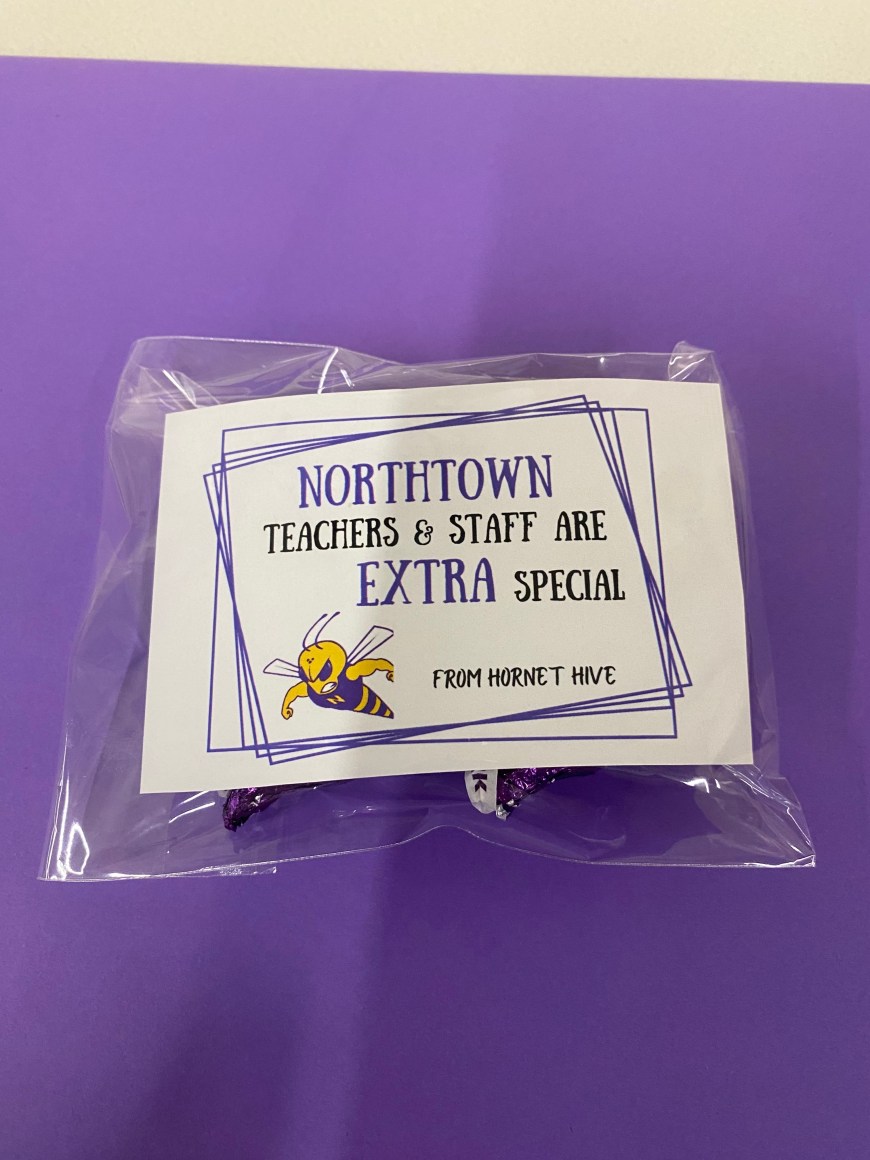 NORTHTOWN
TEACHERS & STAFF ARE
EXTRA SPECIAL
FROM HORNET HIVE
N
K